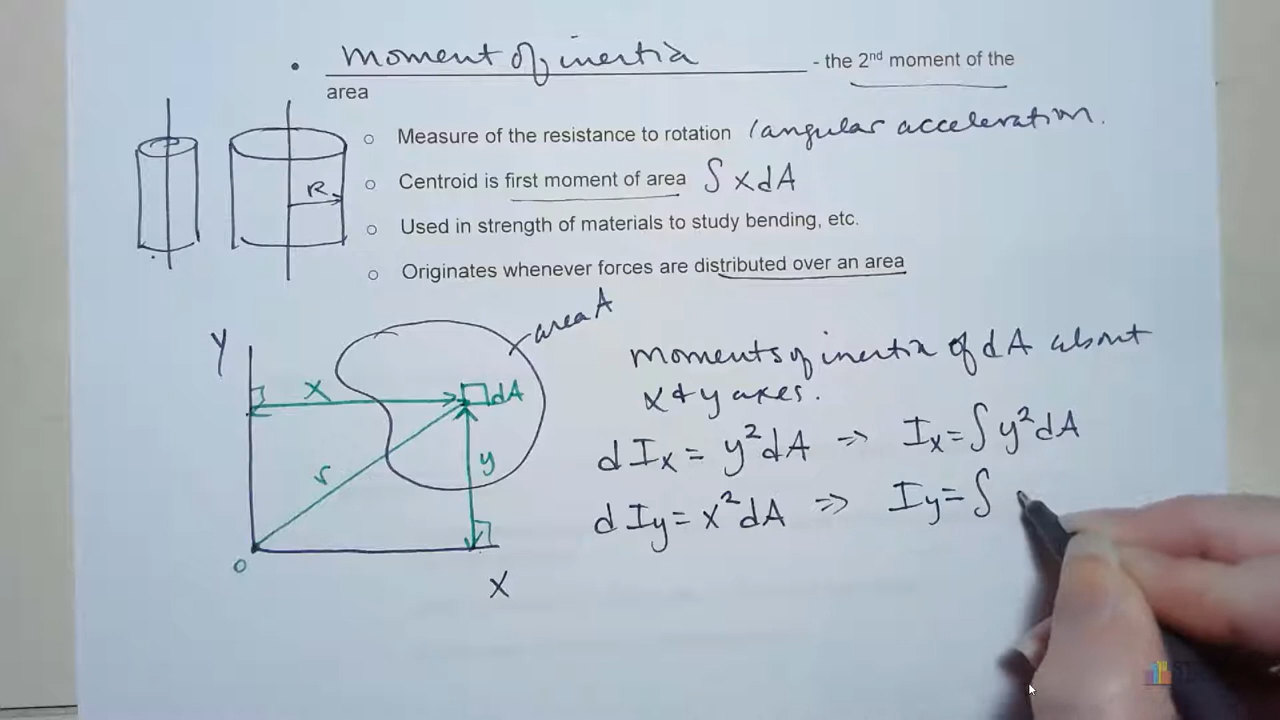 • moment of inertia - the 2nd moment of the
area
○ Measure of the resistance to rotation / angular acceleration.
○ Centroid is first moment of area ∫ x dA
○ Used in strength of materials to study bending, etc.
○ Originates whenever forces are distributed over an area
R
area A
Y
moments of inertia of dA about
x & y axes.
x
dA
dIx = y²dA => Ix = ∫ y²dA
r
y
dIy = x²dA => Iy = ∫
o
X